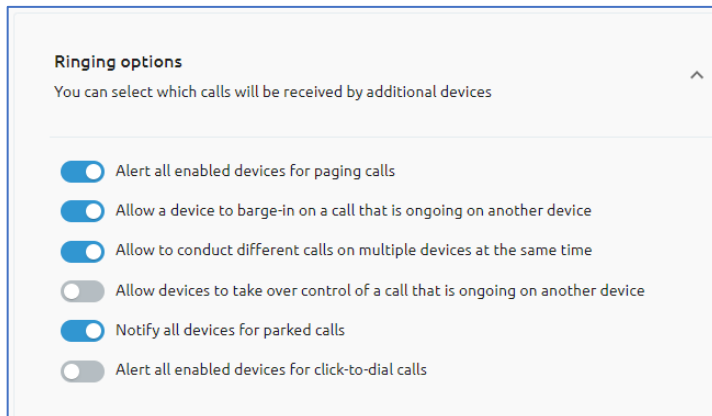 Ringing options
You can select which calls will be received by additional devices
Alert all enabled devices for paging calls
Allow a device to barge-in on a call that is ongoing on another device
Allow to conduct different calls on multiple devices at the same time
Allow devices to take over control of a call that is ongoing on another device
Notify all devices for parked calls
Alert all enabled devices for click-to-dial calls